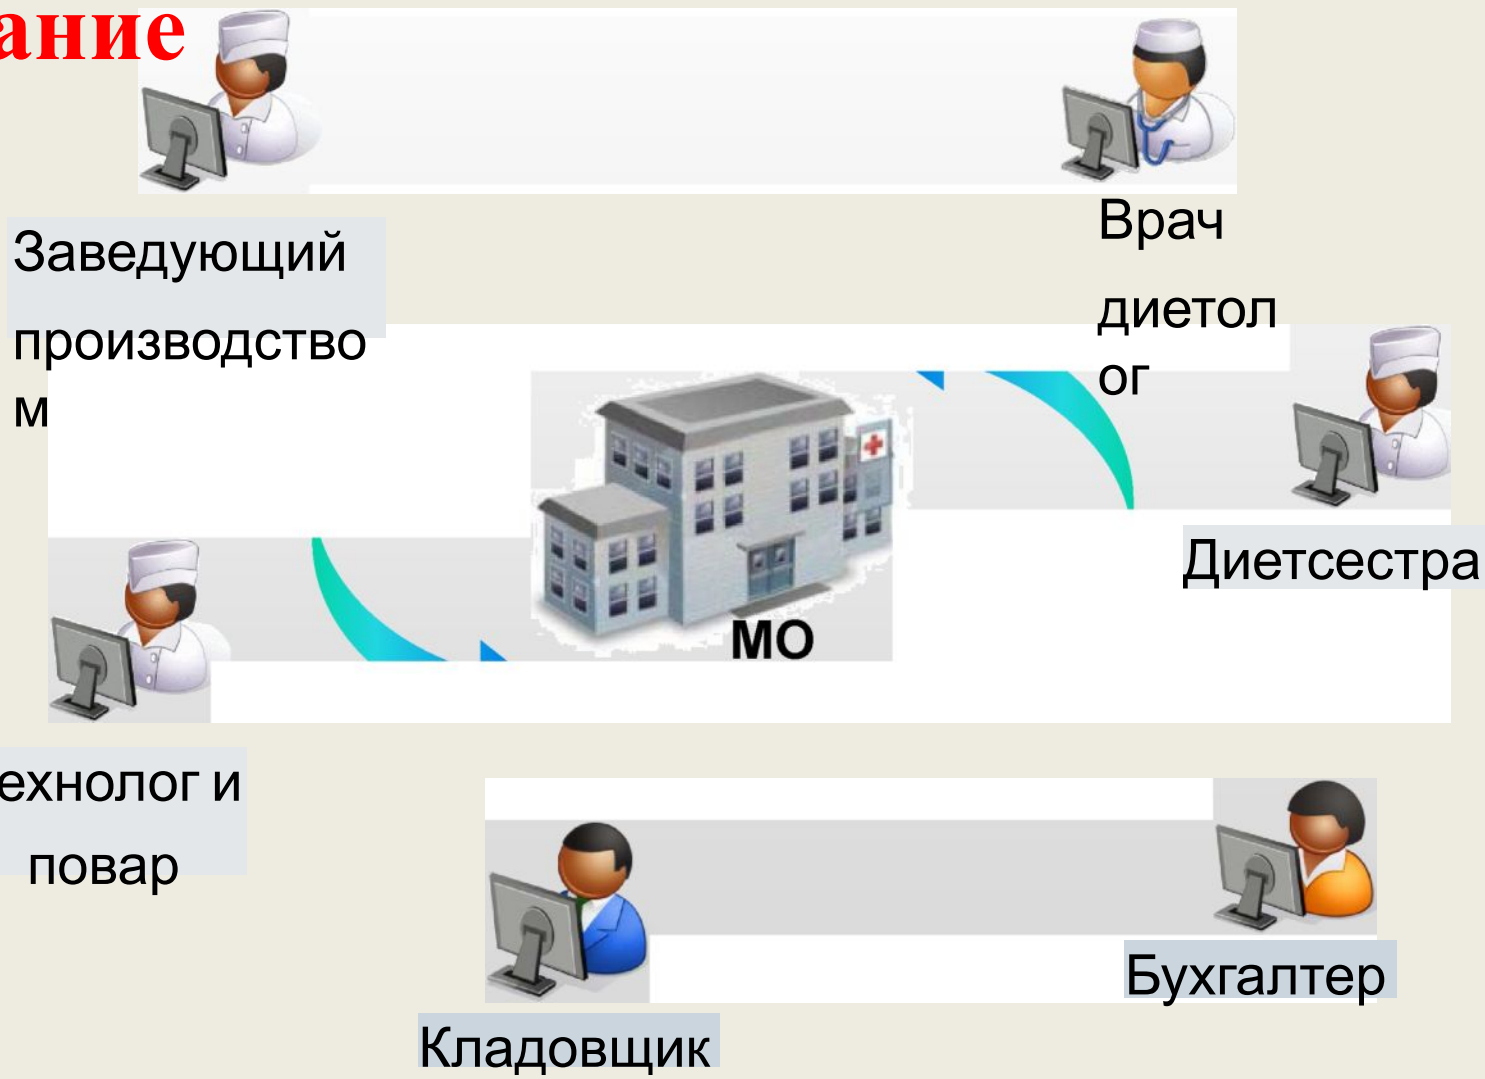 ание
Заведующий
производство
м
Врач
диетол
ог
МО
Диетсестра
ехнолог и
повар
Бухгалтер
Кладовщик